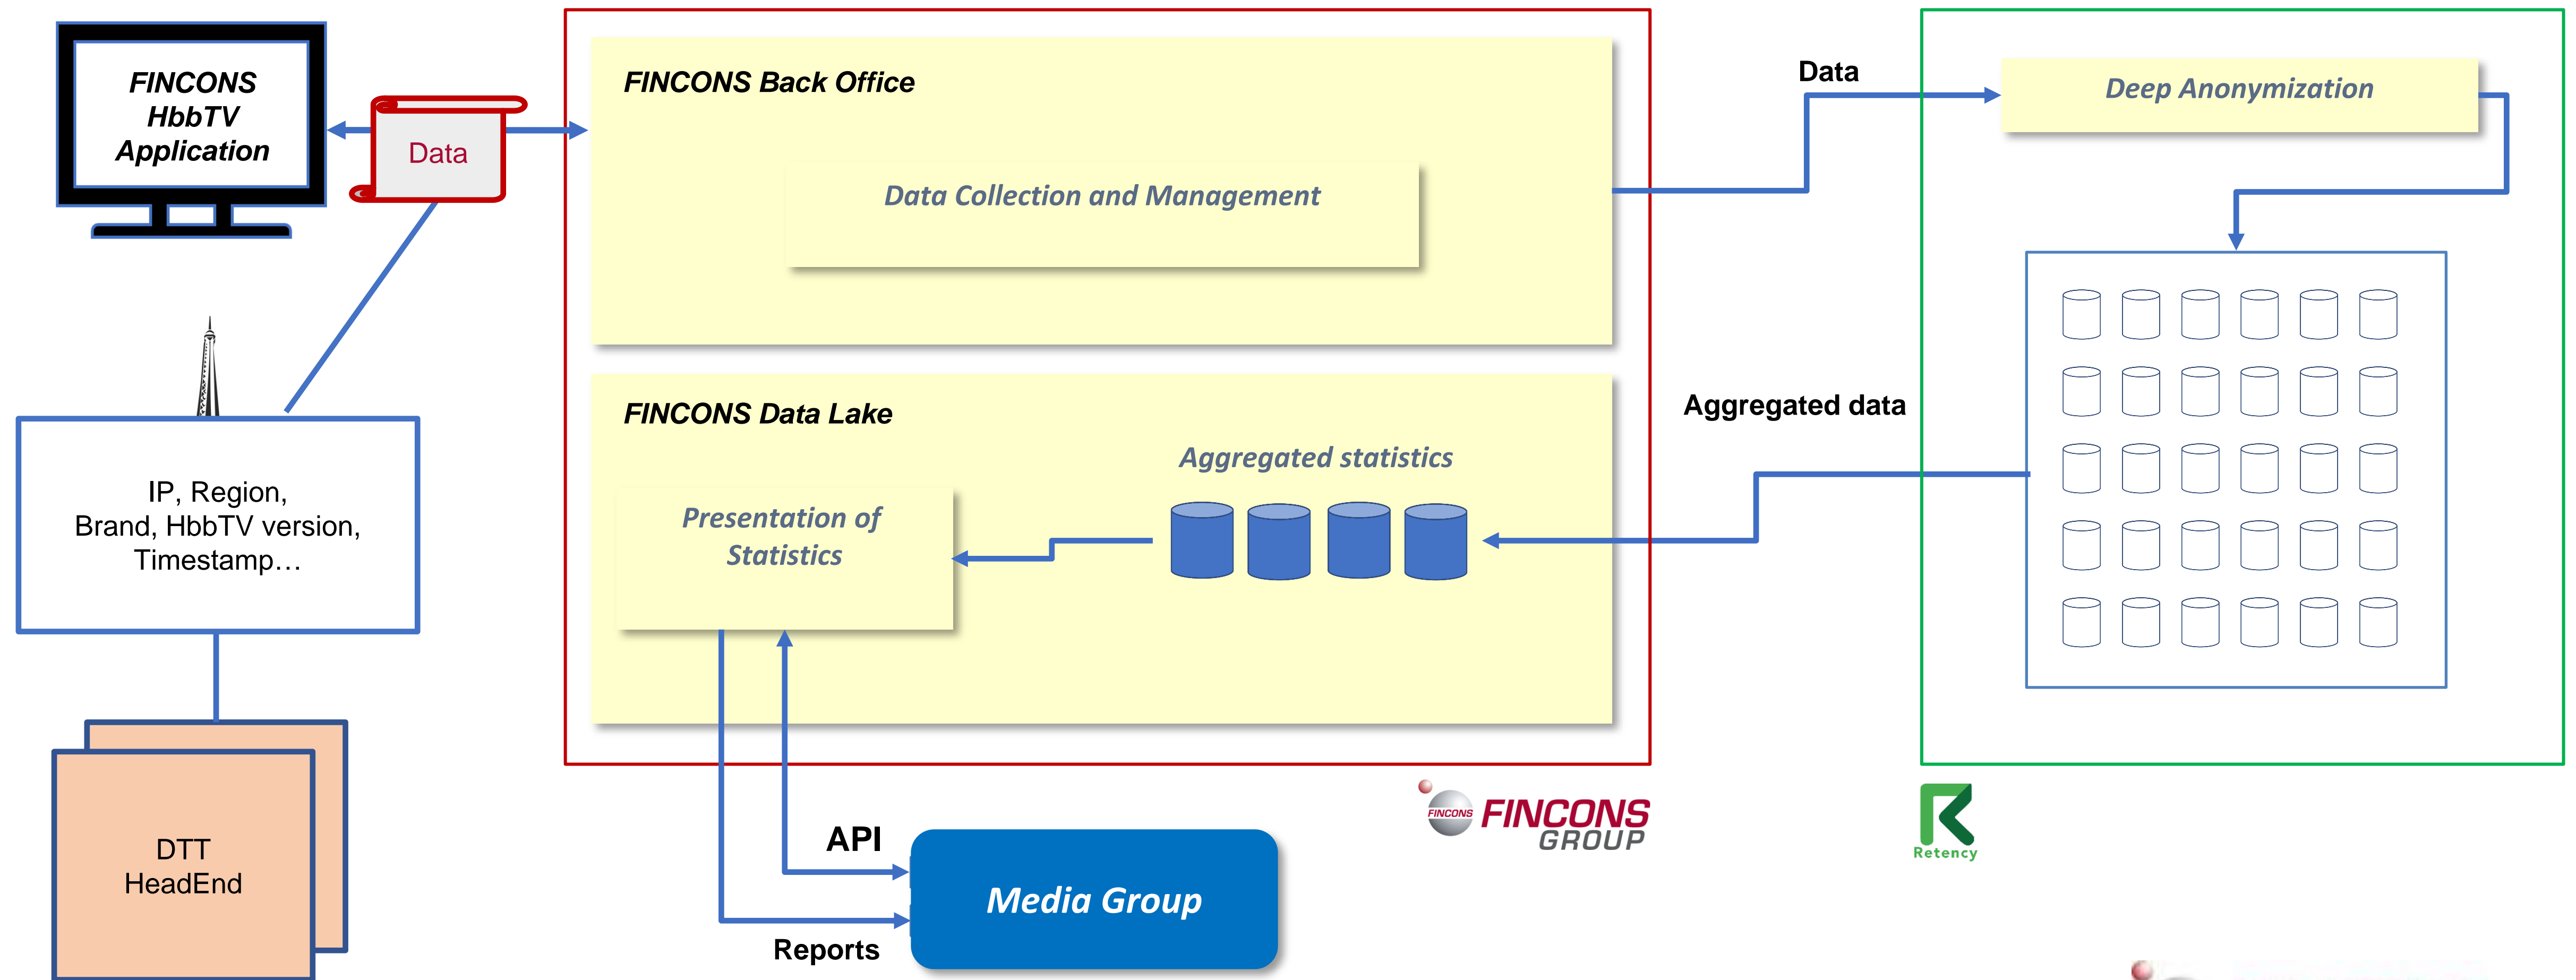 FINCONS
HbbTV
Application
Data
FINCONS Back Office
Data Collection and Management
Data
Deep Anonymization
IP, Region,
Brand, HbbTV version,
Timestamp…
FINCONS Data Lake
Aggregated statistics
Presentation of
Statistics
Aggregated data
DTT
HeadEnd
API
Reports
Media Group
FINCONS
FINCONS
GROUP
Retency